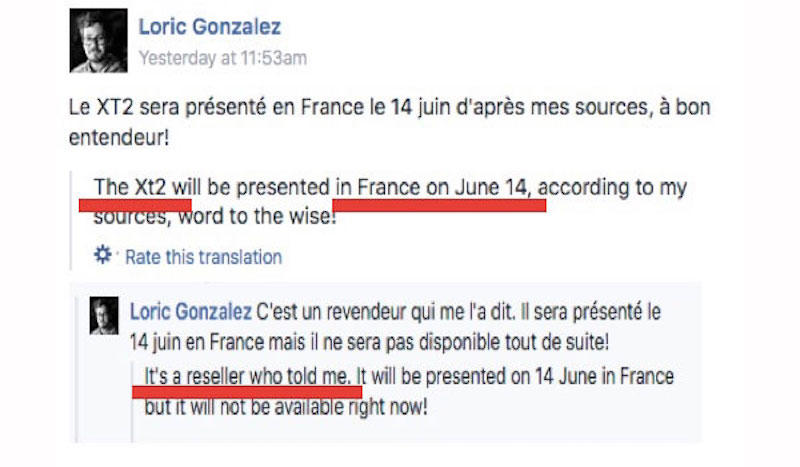 Loric Gonzalez
Yesterday at 11:53am
Le XT2 sera présenté en France le 14 juin d'après mes sources, à bon
entendeur!
The Xt2 will be presented in France on June 14, according to my
sources, word to the wise!
Rate this translation
Loric Gonzalez C'est un revendeur qui me l'a dit. Il sera présenté le
14 juin en France mais il ne sera pas disponible tout de suite!
It's a reseller who told me. It will be presented on 14 June in France
but it will not be available right now!